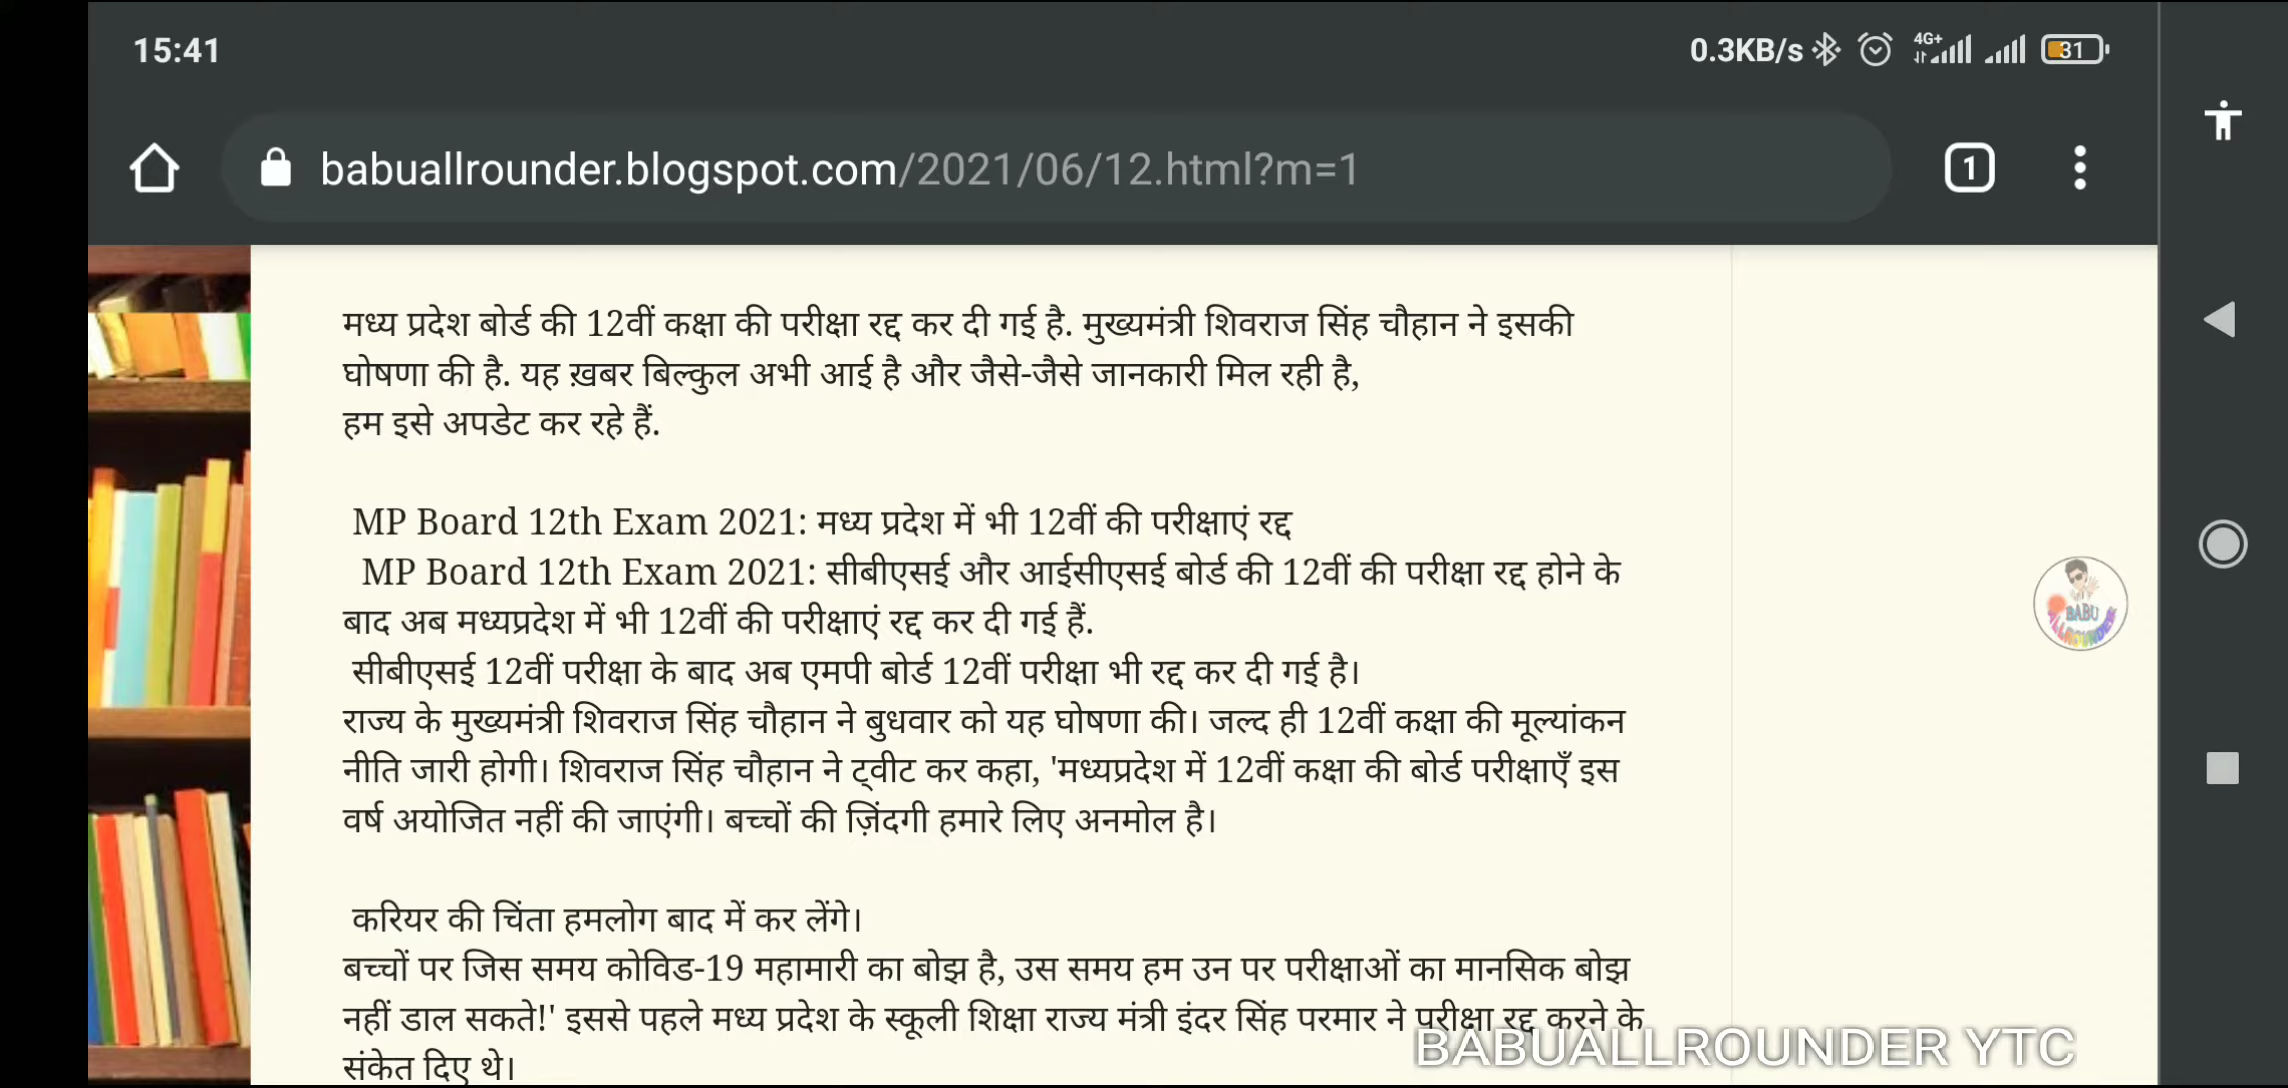 15:41
0.3KB/s
4G+
31
babuallrounder.blogspot.com/2021/06/12.html?m=1
1
मध्य प्रदेश बोर्ड की 12वीं कक्षा की परीक्षा रद्द कर दी गई है. मुख्यमंत्री शिवराज सिंह चौहान ने इसकी
घोषणा की है. यह ख़बर बिल्कुल अभी आई है और जैसे-जैसे जानकारी मिल रही है,
हम इसे अपडेट कर रहे हैं.
MP Board 12th Exam 2021: मध्य प्रदेश में भी 12वीं की परीक्षाएं रद्द
MP Board 12th Exam 2021: सीबीएसई और आईसीएसई बोर्ड की 12वीं की परीक्षा रद्द होने के
बाद अब मध्यप्रदेश में भी 12वीं की परीक्षाएं रद्द कर दी गई हैं.
सीबीएसई 12वीं परीक्षा के बाद अब एमपी बोर्ड 12वीं परीक्षा भी रद्द कर दी गई है।
राज्य के मुख्यमंत्री शिवराज सिंह चौहान ने बुधवार को यह घोषणा की। जल्द ही 12वीं कक्षा की मूल्यांकन
नीति जारी होगी। शिवराज सिंह चौहान ने ट्वीट कर कहा, 'मध्यप्रदेश में 12वीं कक्षा की बोर्ड परीक्षाएँ इस
वर्ष अयोजित नहीं की जाएंगी। बच्चों की ज़िंदगी हमारे लिए अनमोल है।
करियर की चिंता हमलोग बाद में कर लेंगे।
बच्चों पर जिस समय कोविड-19 महामारी का बोझ है, उस समय हम उन पर परीक्षाओं का मानसिक बोझ
नहीं डाल सकते!' इससे पहले मध्य प्रदेश के स्कूली शिक्षा राज्य मंत्री इंदर सिंह परमार ने परीक्षा रद्द करने के
संकेत दिए थे।
BABU
ALLROUNDER
BABUALLROUNDER YTC